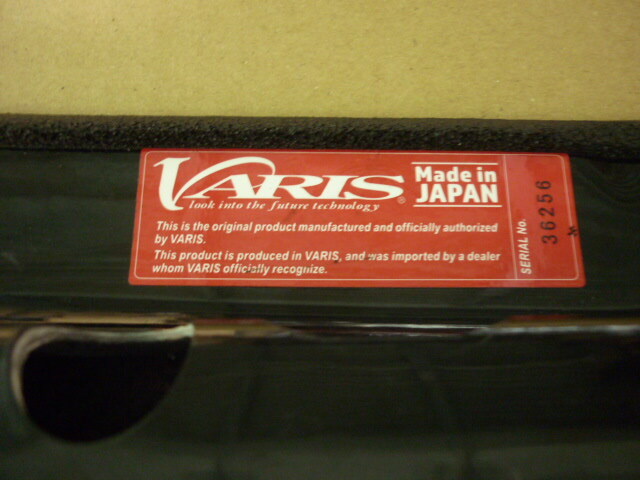 VARIS®
look into the future technology
Made in
JAPAN
This is the original product manufactured and officially authorized
by VARIS.
This product is produced in VARIS, and was imported by a dealer
whom VARIS officially recognize.
SERIAL No.
36256